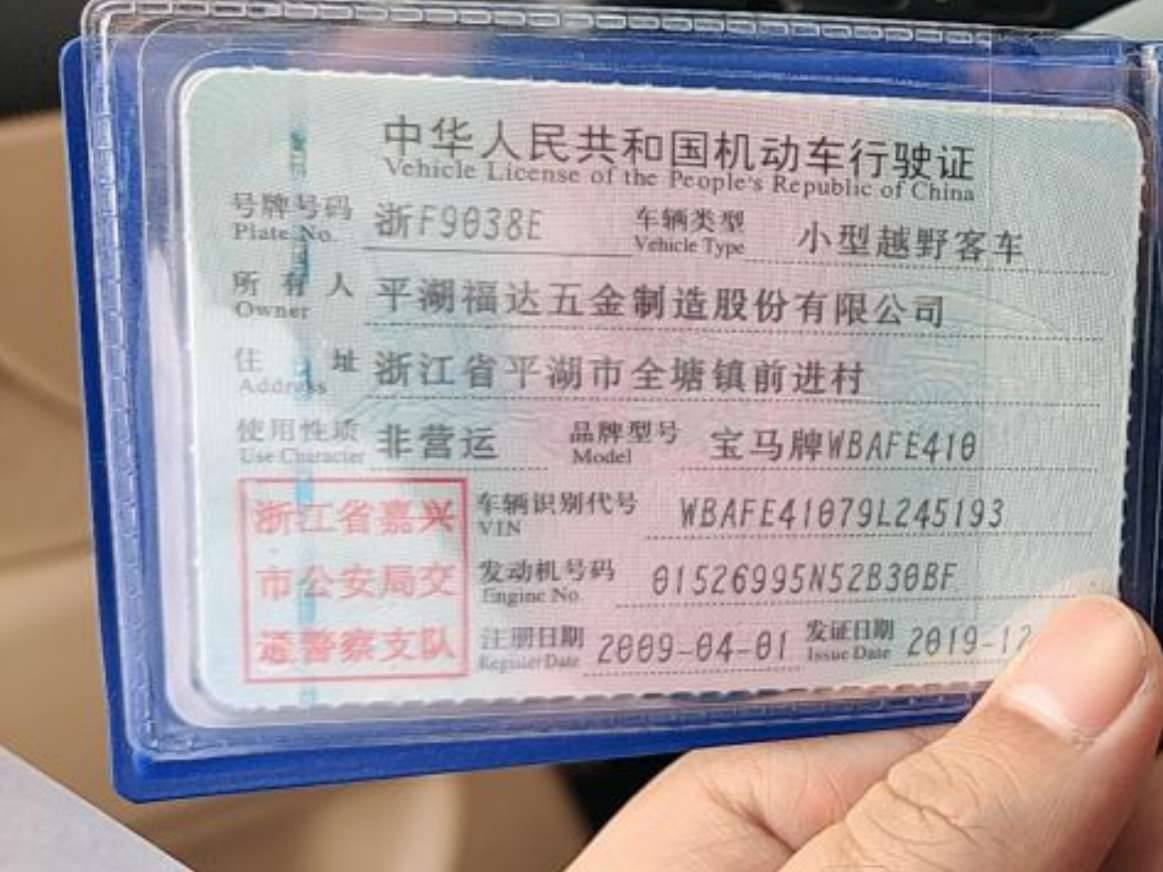 中华人民共和国机动车行驶证
Vehicle License of the People's Republic of China
号牌号码 浙F9038E 车辆类型 小型越野客车
Plate No. Vehicle Type
所有人 平湖福达五金制造股份有限公司
Owner
住址 浙江省平湖市全塘镇前进村
Address
使用性质 非营运 品牌型号 宝马牌WBAFE410
Use Character Model
浙江省嘉兴
市公安局交
通警察支队
车辆识别代号 WBAFE41079L245193
VIN
发动机号码 01526995N52B30BF
Engine No.
注册日期 2009-04-01 发证日期 2019-12
Register Date Issue Date